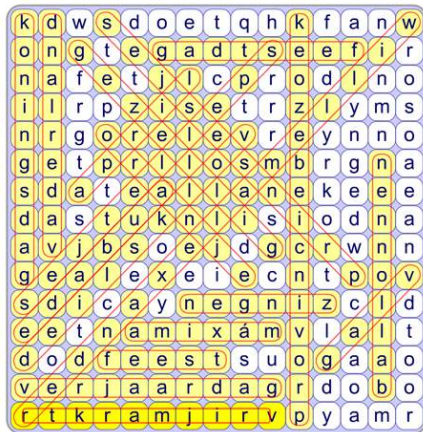 k d w s d o e t q h k f a n w
o n g t e g a d t s e e f i r
n a f e t j l c p r o d l n o
i l r p z i s e t r z l y m s
n r g o r e l e v r e y n n o
g e t p r l l o s m b r g n a
s d a t e a l l a n e k e e e
d a s t u k n l i s i o d n a
a v j b s o e j d g c r w n n
g e a l e x e i e c n t p o v
s d i c a y n e g n i z c l d
e e t n a m i x á m v l a l t
d o d f e e s t s u o g a a o
v e r j a a r d a g r d o b o
r t k r a m j i r v p y a m r